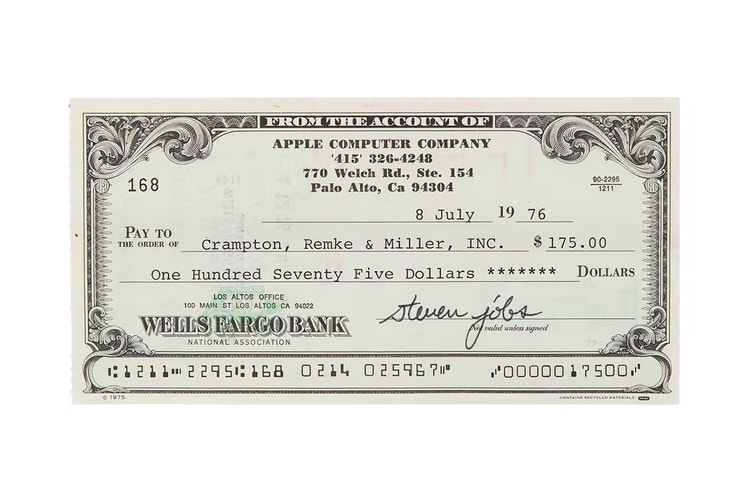 FROM THE ACCOUNT OF
APPLE COMPUTER COMPANY
'415' 326-4248
770 Welch Rd., Ste. 154
Palo Alto, Ca 94304
168
90-2295
1211
8 July 19 76
PAY TO
THE ORDER OF Crampton, Remke & Miller, INC. $ 175.00
One Hundred Seventy Five Dollars ******* DOLLARS
LOS ALTOS OFFICE
100 MAIN ST LOS ALTOS CA 94022
WELLS FARGO BANK
NATIONAL ASSOCIATION
steven jobs
Not valid unless signed
⑆1211⑉2295⑆168 0214 025967⑈ ⑇0000017500⑇
© 1975 CONTAINS RECYCLED MATERIALS